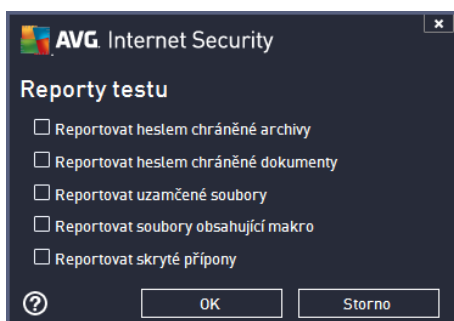 AVG. Internet Security
Reporty testu
Reportovat heslem chráněné archivy
Reportovat heslem chráněné dokumenty
Reportovat uzamčené soubory
Reportovat soubory obsahující makro
Reportovat skryté přípony
OK
Storno